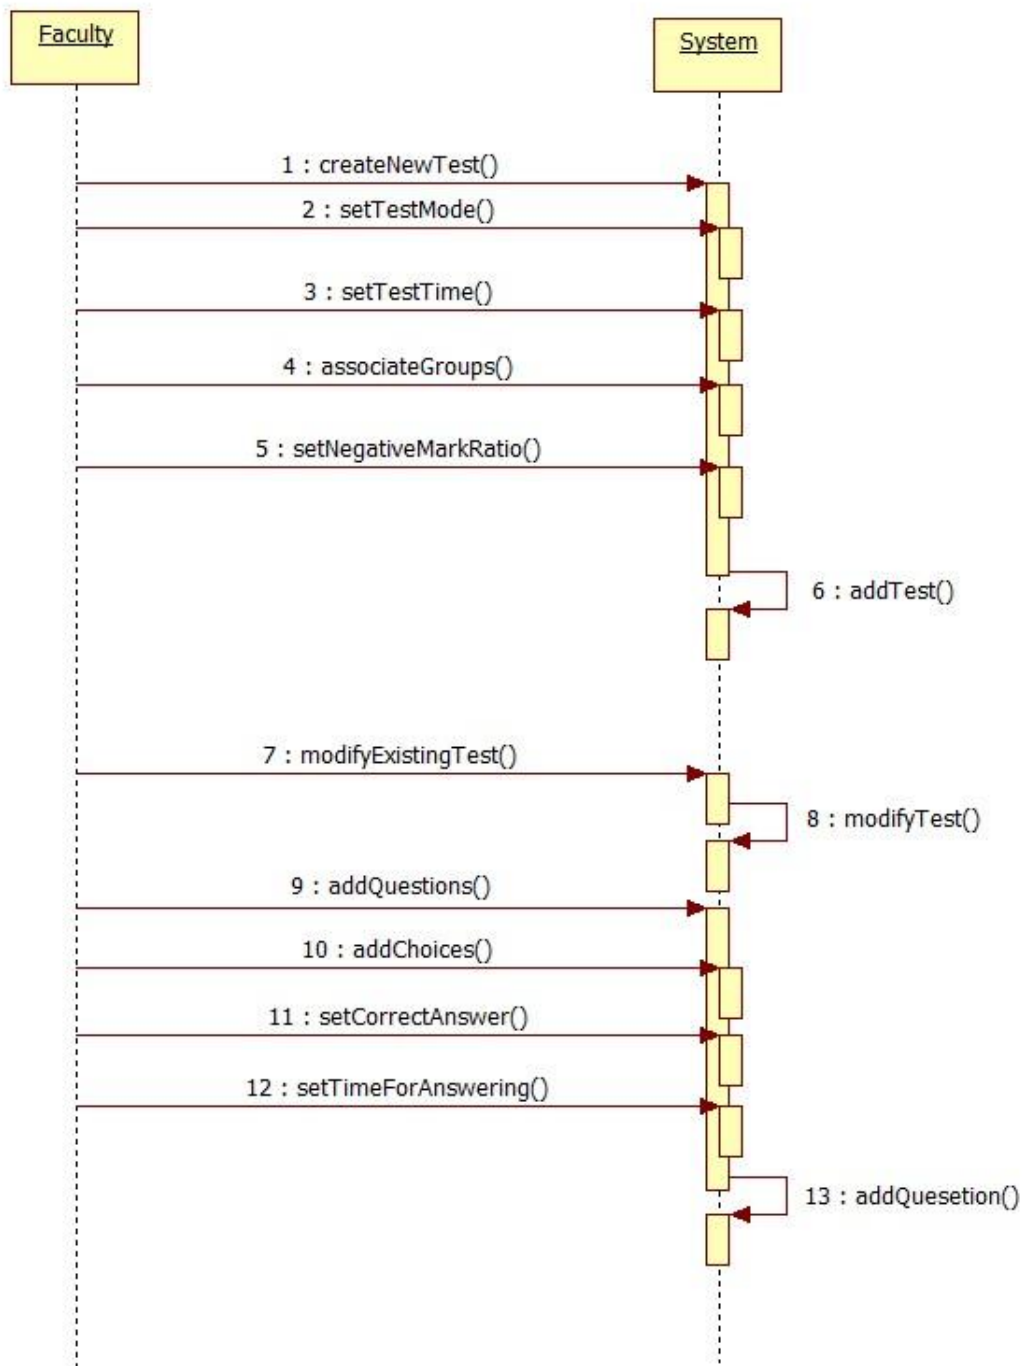 Faculty
System
1 : createNewTest()
2 : setTestMode()
3 : setTestTime()
4 : associateGroups()
5 : setNegativeMarkRatio()
6 : addTest()
7 : modifyExistingTest()
8 : modifyTest()
9 : addQuestions()
10 : addChoices()
11 : setCorrectAnswer()
12 : setTimeForAnswering()
13 : addQuesetion()